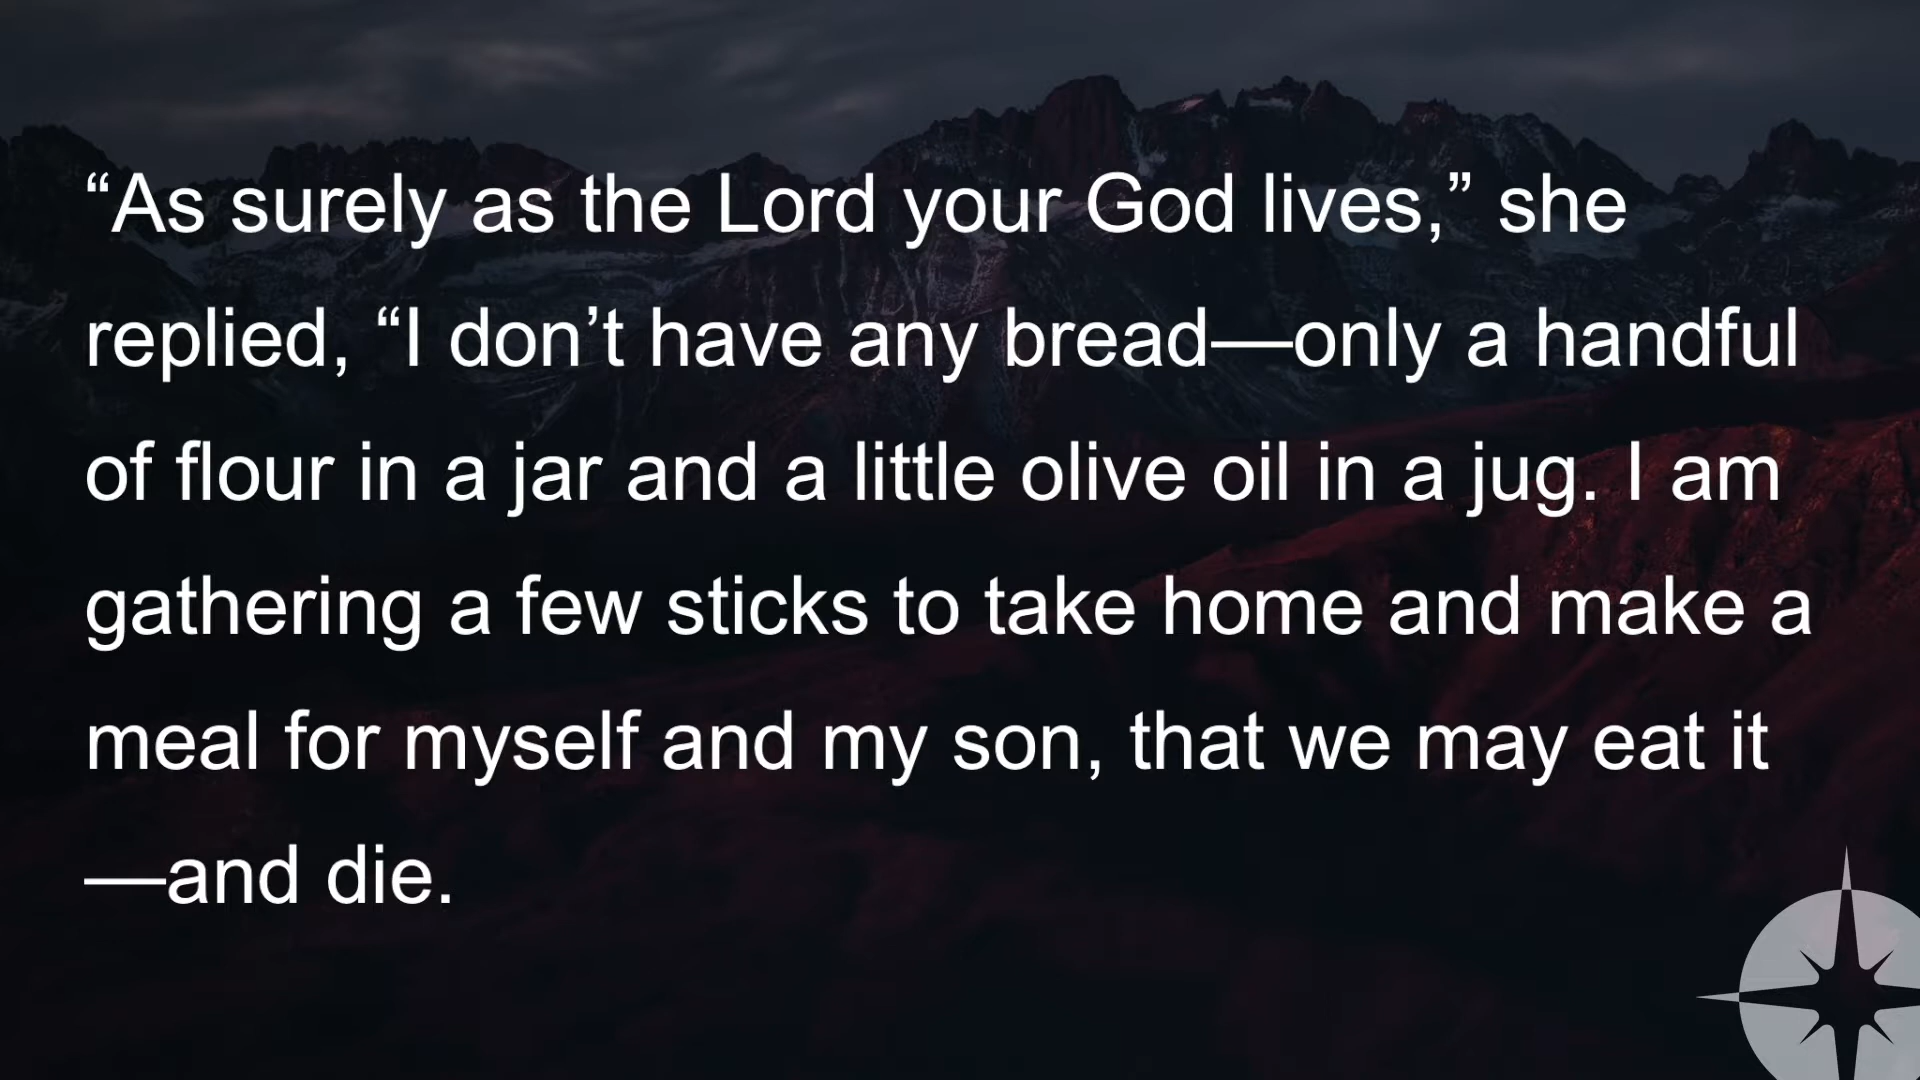 “As surely as the Lord your God lives,” she
replied, “I don’t have any bread—only a handful
of flour in a jar and a little olive oil in a jug. I am
gathering a few sticks to take home and make a
meal for myself and my son, that we may eat it
—and die.